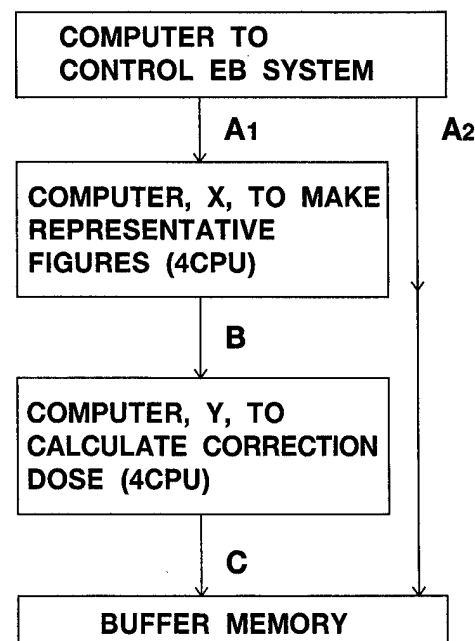 COMPUTER TO
CONTROL EB SYSTEM
A1
A2
COMPUTER, X, TO MAKE
REPRESENTATIVE
FIGURES (4CPU)
B
COMPUTER, Y, TO
CALCULATE CORRECTION
DOSE (4CPU)
C
BUFFER MEMORY